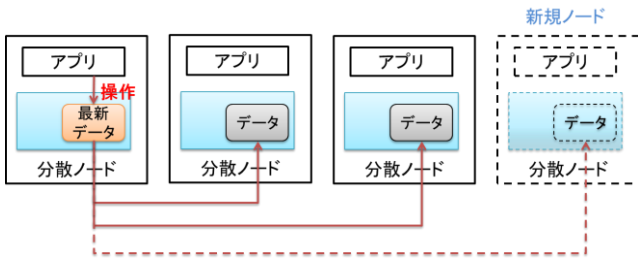 新規ノード
アプリ
操作
最新
データ
分散ノード
アプリ
データ
分散ノード
アプリ
データ
分散ノード
アプリ
データ
分散ノード